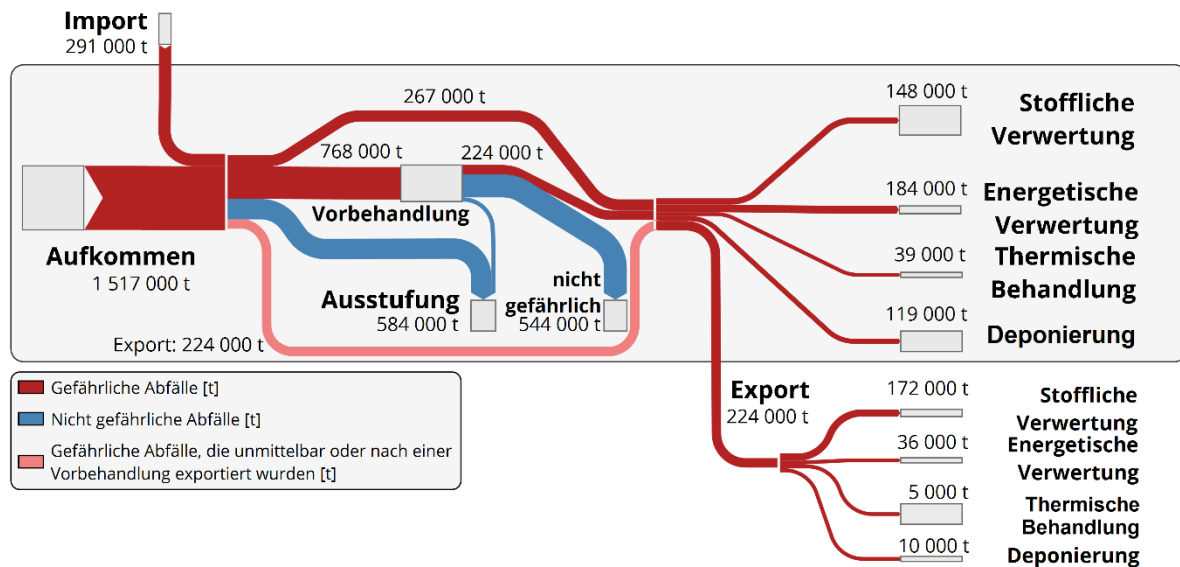 Import
291 000 t
267 000 t
768 000 t
224 000 t
Vorbehandlung
Aufkommen
1 517 000 t
Ausstufung
584 000 t
nicht
gefährlich
544 000 t
Export: 224 000 t
148 000 t
Stoffliche
Verwertung
184 000 t
Energetische
Verwertung
39 000 t
Thermische
Behandlung
119 000 t
Deponierung
Gefährliche Abfälle [t]
Nicht gefährliche Abfälle [t]
Gefährliche Abfälle, die unmittelbar oder nach einer
Vorbehandlung exportiert wurden [t]
Export
224 000 t
172 000 t
Stoffliche
Verwertung
36 000 t
Energetische
Verwertung
5 000 t
Thermische
Behandlung
10 000 t
Deponierung